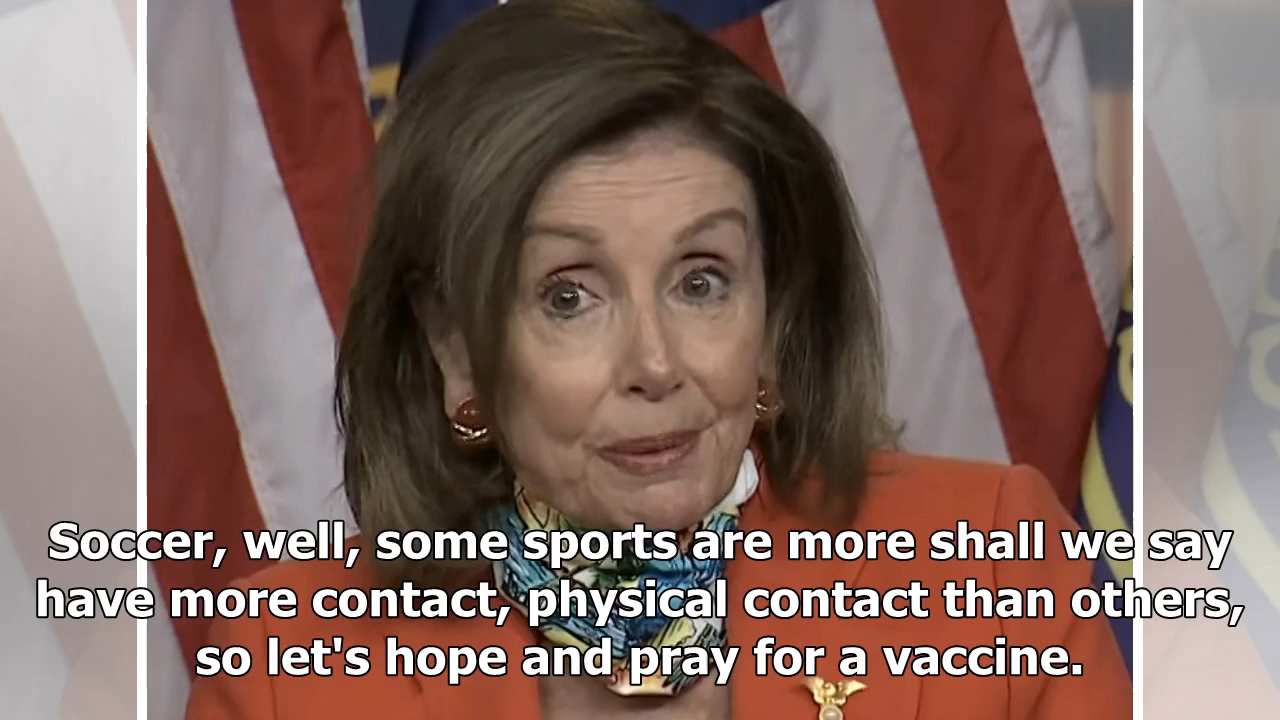 Soccer, well, some sports are more shall we say
have more contact, physical contact than others,
so let's hope and pray for a vaccine.